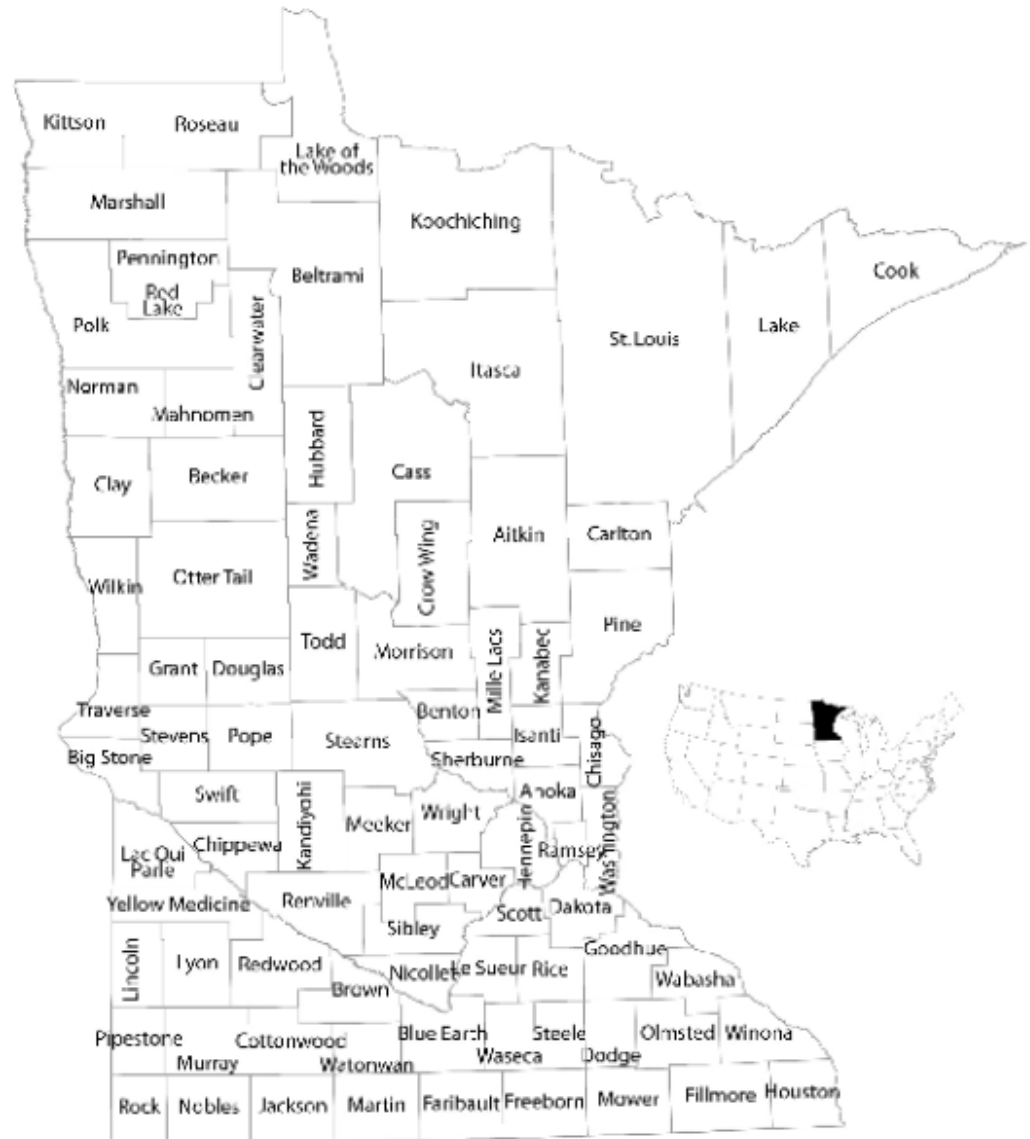 Kittson
Roseau
Lake of
the Woods
Marshall
Koochiching
Pennington
Beltrami
Cook
Red
Lake
Clearwater
Polk
Lake
St. Louis
Itasca
Norman
Mahnomen
Hubbard
Cass
Becker
Clay
Wadena
Crow Wing
Aitkin
Carlton
Otter Tail
Wilkin
Pine
Todd
Morrison
Mille Lacs
Kanabec
Grant
Douglas
Traverse
Benton
Stevens
Pope
Stearns
Isanti
Chisago
Big Stone
Sherburne
Swift
Anoka
Kandiyohi
Meeker
Wright
Hennepin
Washington
Chippewa
Ramsey
Lac Qui
Parle
McLeod
Carver
Yellow Medicine
Renville
Scott
Dakota
Sibley
Lincoln
Lyon
Redwood
Goodhue
Nicollet
Le Sueur
Rice
Wabasha
Brown
Pipestone
Cottonwood
Blue Earth
Steele
Olmsted
Winona
Murray
Watonwan
Waseca
Dodge
Rock
Nobles
Jackson
Martin
Faribault
Freeborn
Mower
Fillmore
Houston